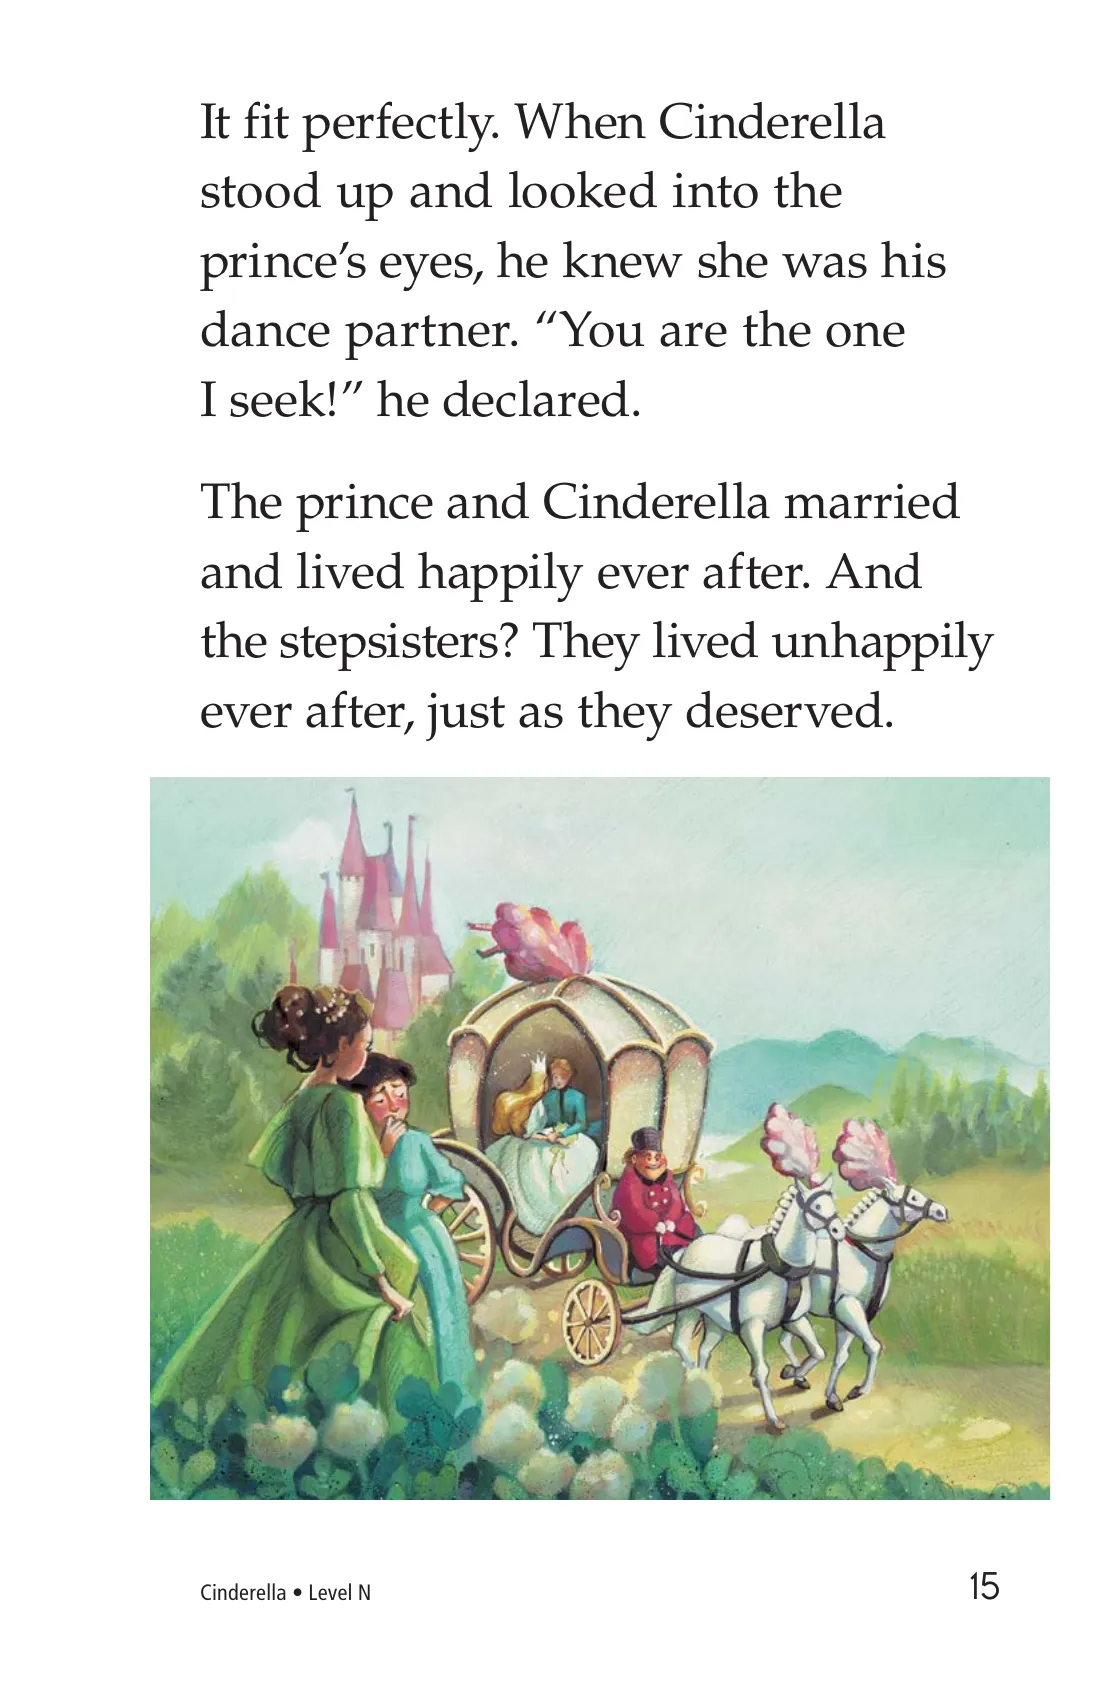 It fit perfectly. When Cinderella
stood up and looked into the
prince’s eyes, he knew she was his
dance partner. “You are the one
I seek!” he declared.
The prince and Cinderella married
and lived happily ever after. And
the stepsisters? They lived unhappily
ever after, just as they deserved.
Cinderella • Level N
15